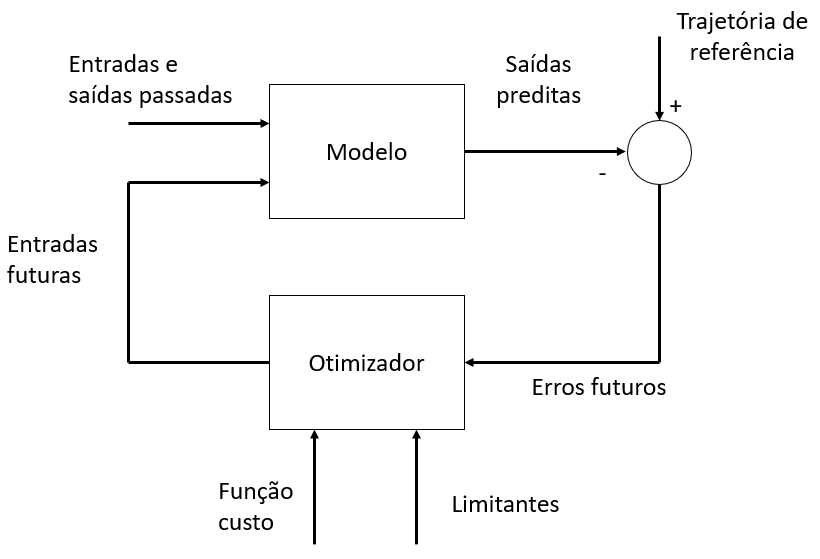 Trajetória de
referência
Entradas e
saídas passadas
Saídas
preditas
+
Modelo
-
Entradas
futuras
Otimizador
Erros futuros
Função
custo
Limitantes